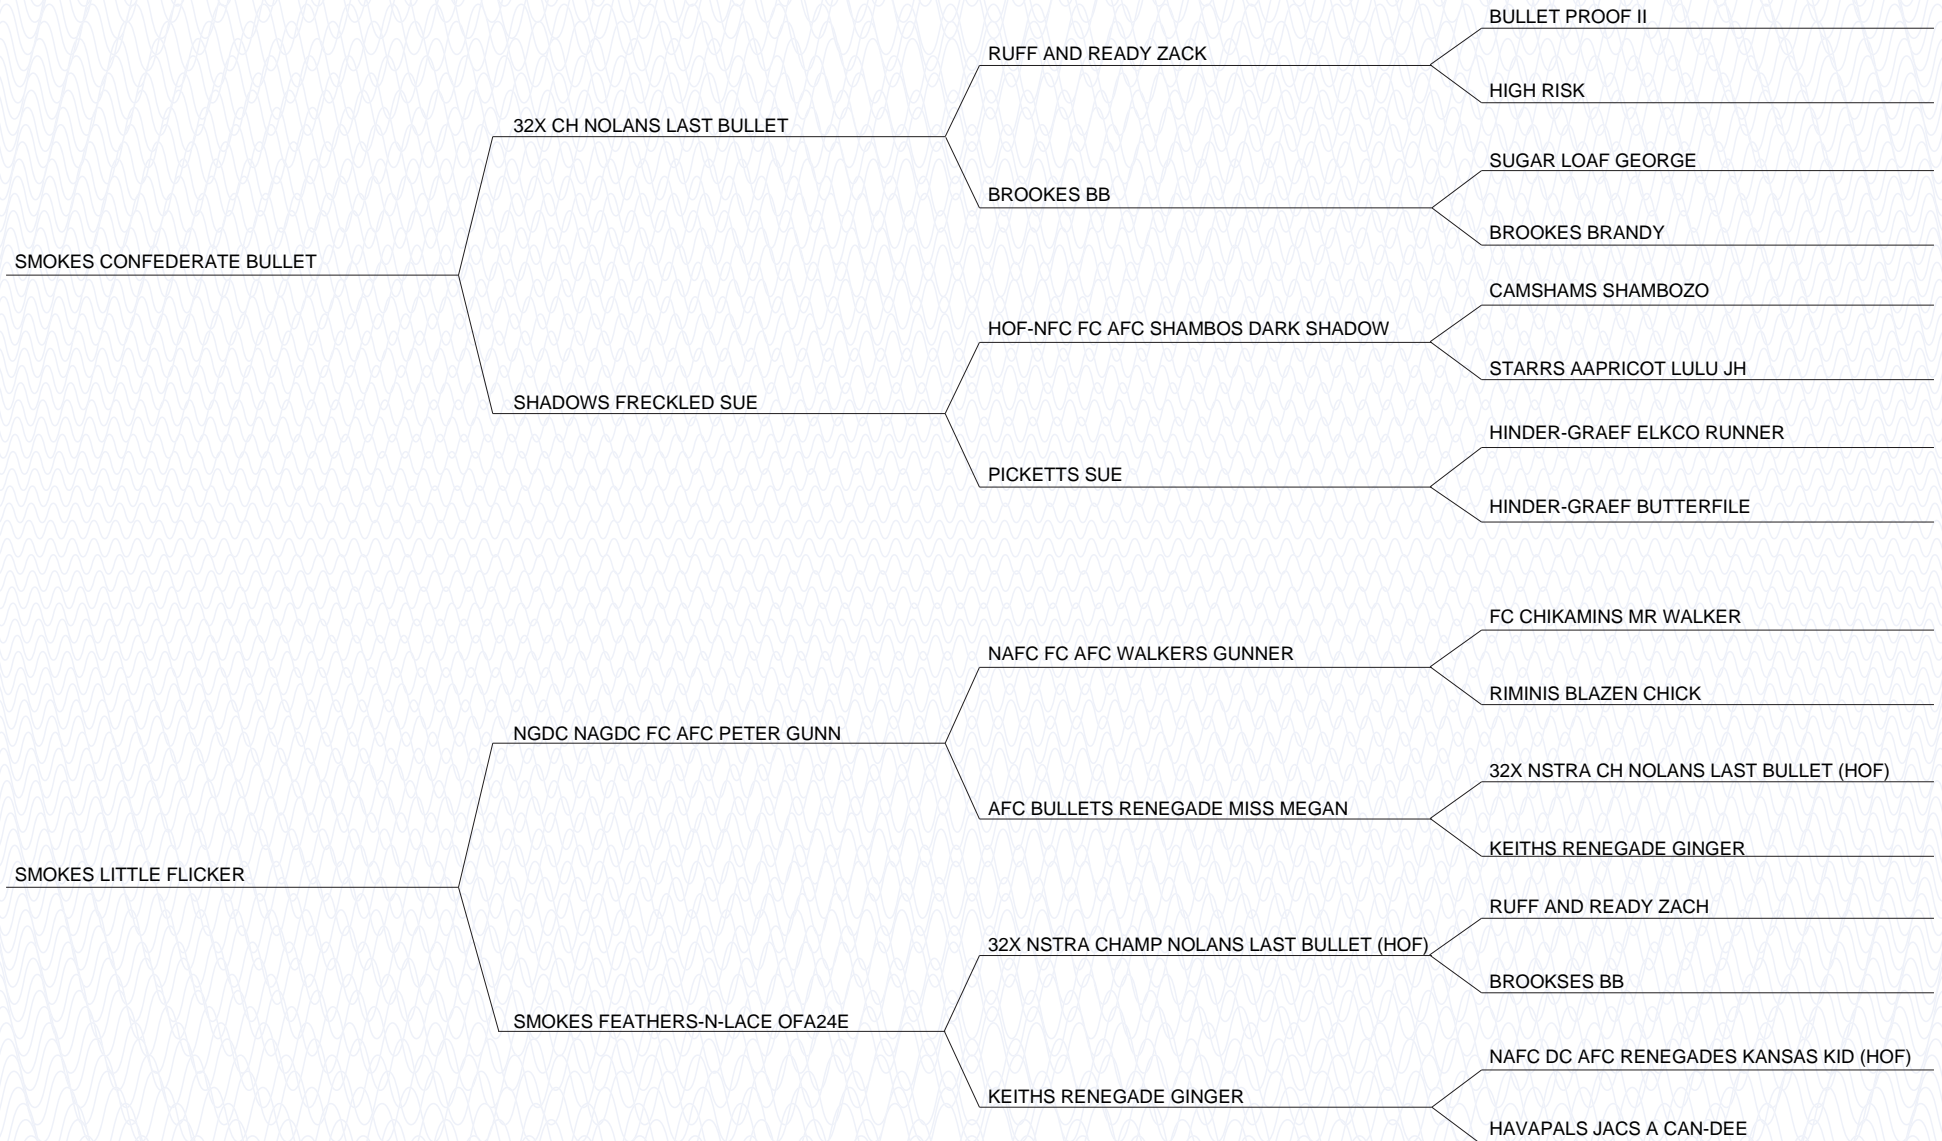 BULLET PROOF II
RUFF AND READY ZACK
HIGH RISK
32X CH NOLANS LAST BULLET
SUGAR LOAF GEORGE
BROOKES BB
BROOKES BRANDY
SMOKES CONFEDERATE BULLET
CAMSHAMS SHAMBOZO
HOF-NFC FC AFC SHAMBOS DARK SHADOW
STARRS AAPRICOT LULU JH
SHADOWS FRECKLED SUE
HINDER-GRAEF ELKCO RUNNER
PICKETTS SUE
HINDER-GRAEF BUTTERFILE
FC CHIKAMINS MR WALKER
NAFC FC AFC WALKERS GUNNER
RIMINIS BLAZEN CHICK
NGDC NAGDC FC AFC PETER GUNN
32X NSTRA CH NOLANS LAST BULLET (HOF)
AFC BULLETS RENEGADE MISS MEGAN
KEITHS RENEGADE GINGER
SMOKES LITTLE FLICKER
RUFF AND READY ZACH
32X NSTRA CHAMP NOLANS LAST BULLET (HOF)
BROOKSES BB
SMOKES FEATHERS-N-LACE OFA24E
NAFC DC AFC RENEGADES KANSAS KID (HOF)
KEITHS RENEGADE GINGER
HAVAPALS JACS A CAN-DEE